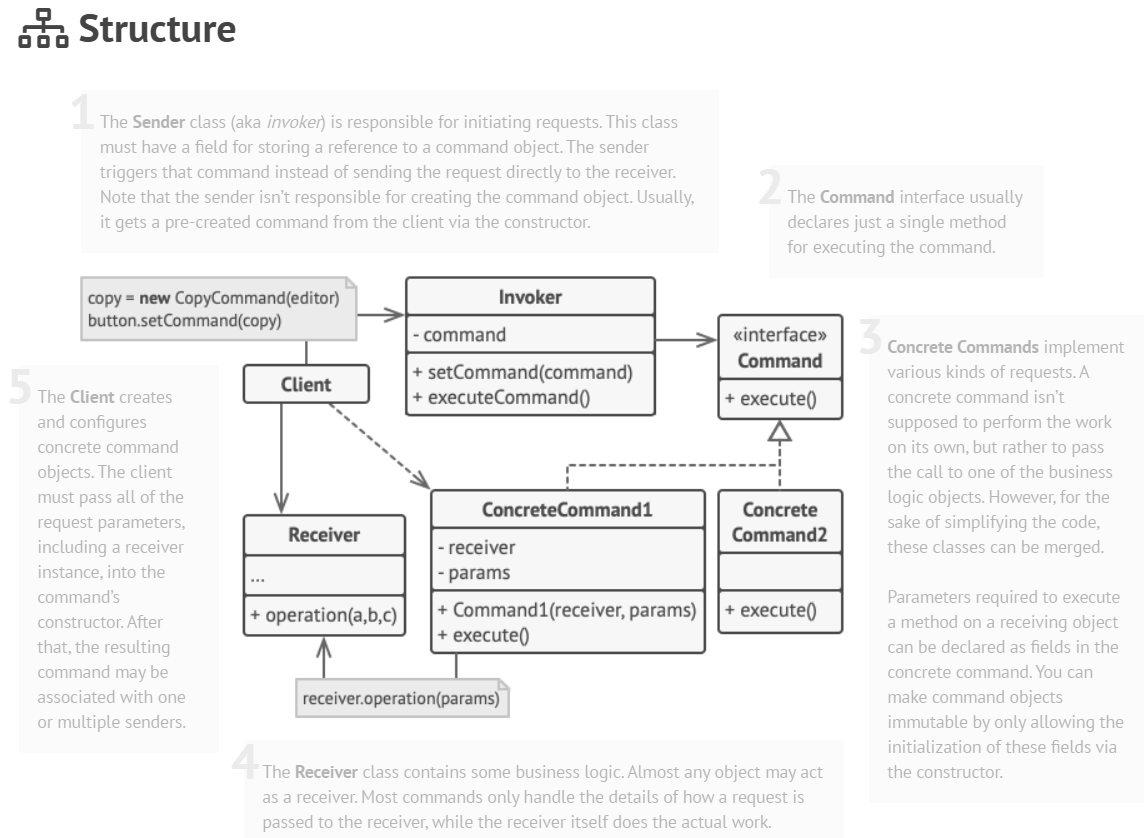 Structure
1
The Sender class (aka invoker) is responsible for initiating requests. This class
must have a field for storing a reference to a command object. The sender
triggers that command instead of sending the request directly to the receiver.
Note that the sender isn't responsible for creating the command object. Usually,
it gets a pre-created command from the client via the constructor.
2
The Command interface usually
declares just a single method
for executing the command.
copy = new CopyCommand(editor)
button.setCommand(copy)
Invoker
- command
+ setCommand(command)
+ executeCommand()
«interface»
Command
+ execute()
3
Concrete Commands implement
various kinds of requests. A
concrete command isn't
supposed to perform the work
on its own, but rather to pass
the call to one of the business
logic objects. However, for the
sake of simplifying the code,
these classes can be merged.
Parameters required to execute
a method on a receiving object
can be declared as fields in the
concrete command. You can
make command objects
immutable by only allowing the
initialization of these fields via
the constructor.
5
The Client creates
and configures
concrete command
objects. The client
must pass all of the
request parameters,
including a receiver
instance, into the
command's
constructor. After
that, the resulting
command may be
associated with one
or multiple senders.
Client
Receiver
...
+ operation(a,b,c)
ConcreteCommand1
- receiver
- params
+ Command1(receiver, params)
+ execute()
Concrete
Command2
+ execute()
receiver.operation(params)
4
The Receiver class contains some business logic. Almost any object may act
as a receiver. Most commands only handle the details of how a request is
passed to the receiver, while the receiver itself does the actual work.